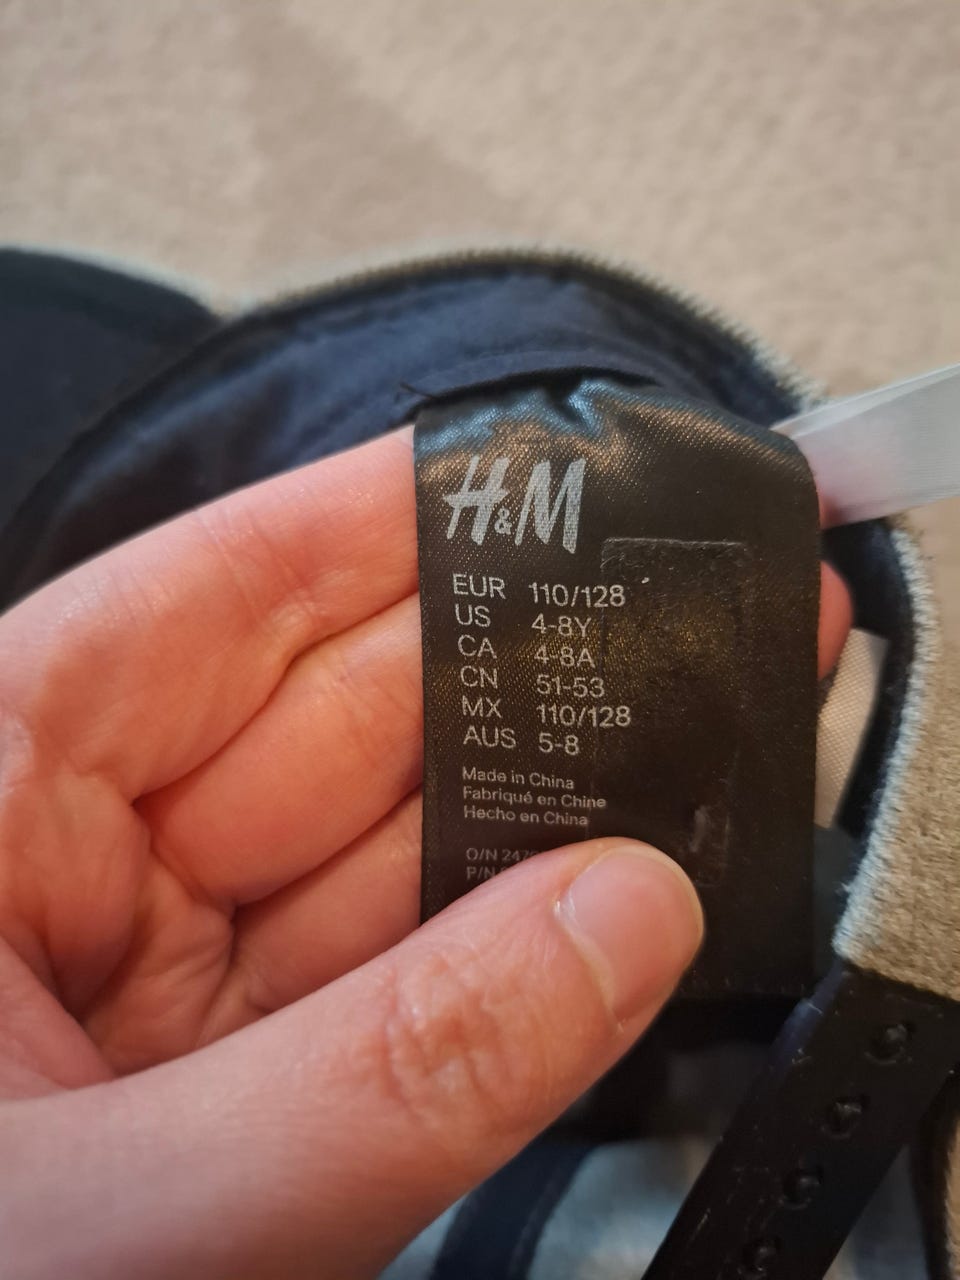 H&M
EUR 110/128
US 4-8Y
CA 4-8A
CN 51-53
MX 110/128
AUS 5-8
Made in China
Fabriqué en Chine
Hecho en China
O/N
P/N